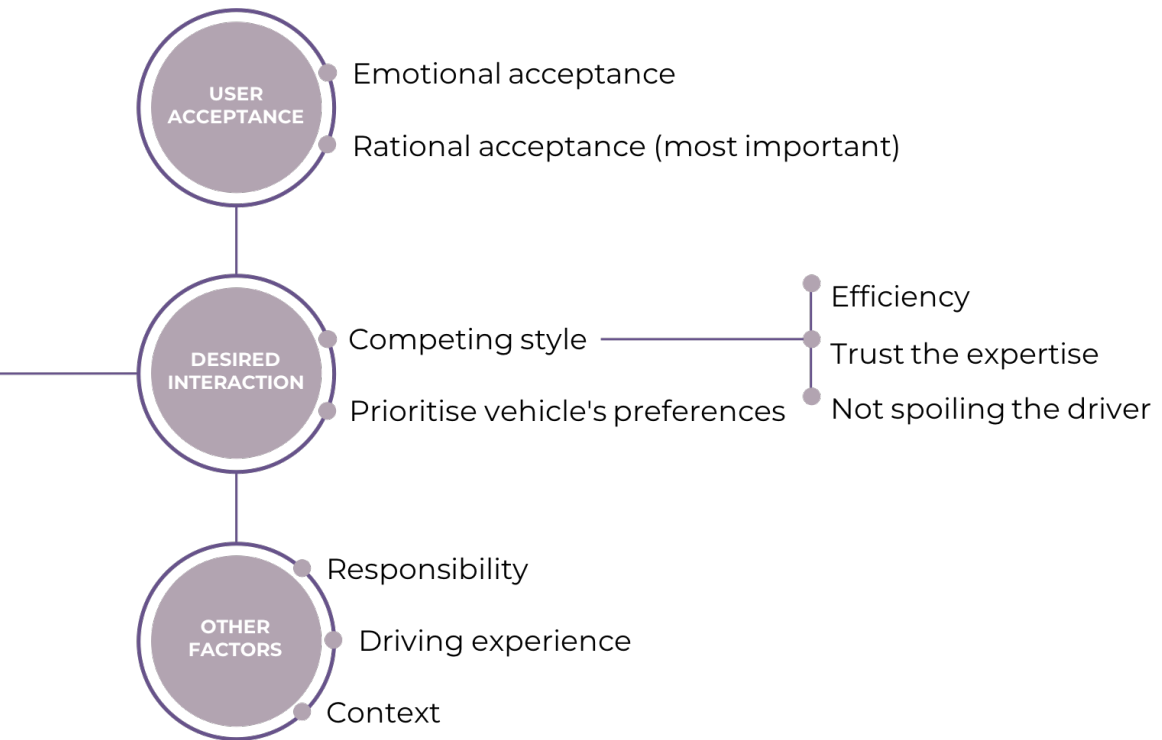 USER
ACCEPTANCE
Emotional acceptance
Rational acceptance (most important)
DESIRED
INTERACTION
Competing style
Prioritise vehicle's preferences
Efficiency
Trust the expertise
Not spoiling the driver
OTHER
FACTORS
Responsibility
Driving experience
Context